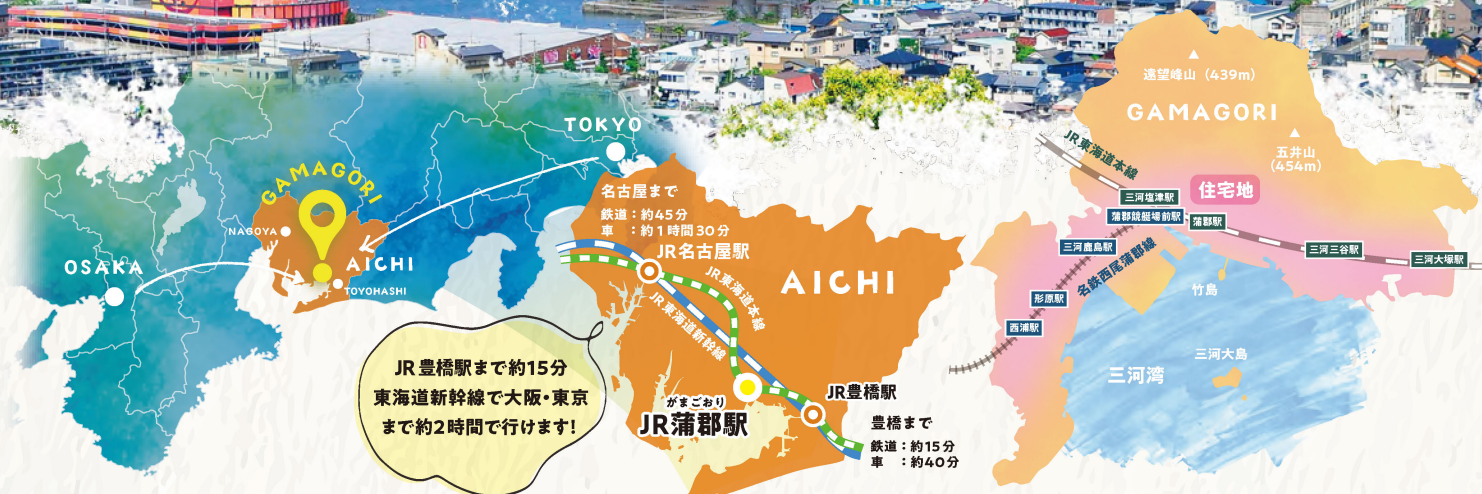 TOKYO
GAMAGORI
NAGOYA
OSAKA
AICHI
TOYOHASHI
JR豊橋駅まで約15分
東海道新幹線で大阪・東京
まで約2時間で行けます!
名古屋まで
鉄道：約45分
車　：約1時間30分
JR名古屋駅
JR東海道本線
JR東海道新幹線
AICHI
がまごおり
JR蒲郡駅
JR豊橋駅
豊橋まで
鉄道：約15分
車　：約40分
遠望峰山（439m）
GAMAGORI
五井山
（454m）
JR東海道本線
住宅地
三河塩津駅
蒲郡競艇場前駅
蒲郡駅
三河鹿島駅
三河三谷駅
三河大塚駅
名鉄西尾蒲郡線
形原駅
西浦駅
竹島
三河大島
三河湾